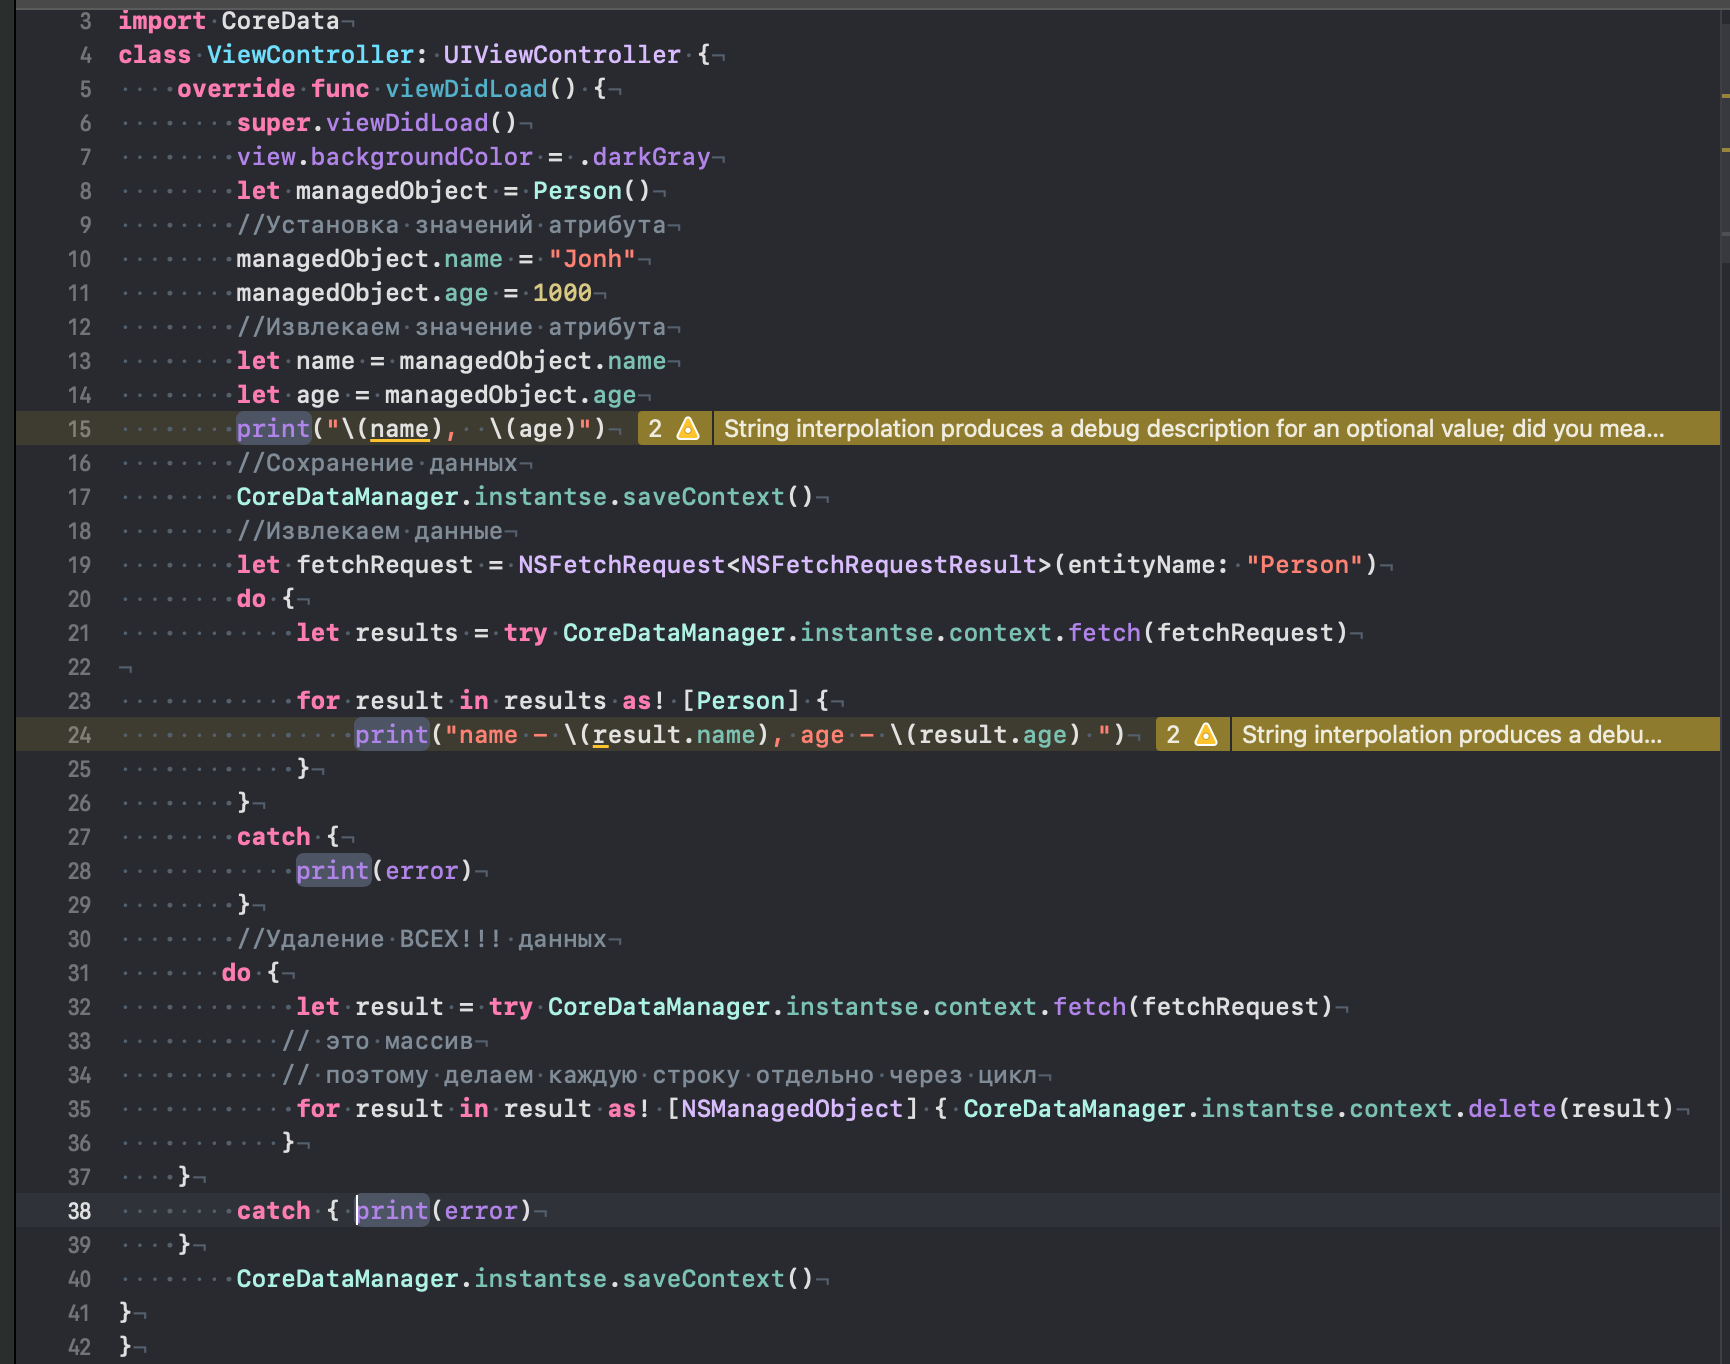 3 import CoreData
4 class ViewController: UIViewController {
5 override func viewDidLoad() {
6 super.viewDidLoad()
7 view.backgroundColor = .darkGray
8 let managedObject = Person()
9 //Установка значений атрибута
10 managedObject.name = "Jonh"
11 managedObject.age = 1000
12 //Извлекаем значение атрибута
13 let name = managedObject.name
14 let age = managedObject.age
15 print("\(name),  \(age)") 2 String interpolation produces a debug description for an optional value; did you mea...
16 //Сохранение данных
17 CoreDataManager.instantse.saveContext()
18 //Извлекаем данные
19 let fetchRequest = NSFetchRequest<NSFetchRequestResult>(entityName: "Person")
20 do {
21 let results = try CoreDataManager.instantse.context.fetch(fetchRequest)
22
23 for result in results as! [Person] {
24 print("name – \(result.name), age – \(result.age) ") 2 String interpolation produces a debu...
25 }
26 }
27 catch {
28 print(error)
29 }
30 //Удаление ВСЕХ!!! данных
31 do {
32 let result = try CoreDataManager.instantse.context.fetch(fetchRequest)
33 // это массив
34 // поэтому делаем каждую строку отдельно через цикл
35 for result in result as! [NSManagedObject] { CoreDataManager.instantse.context.delete(result)
36 }
37 }
38 catch { print(error)
39 }
40 CoreDataManager.instantse.saveContext()
41 }
42 }